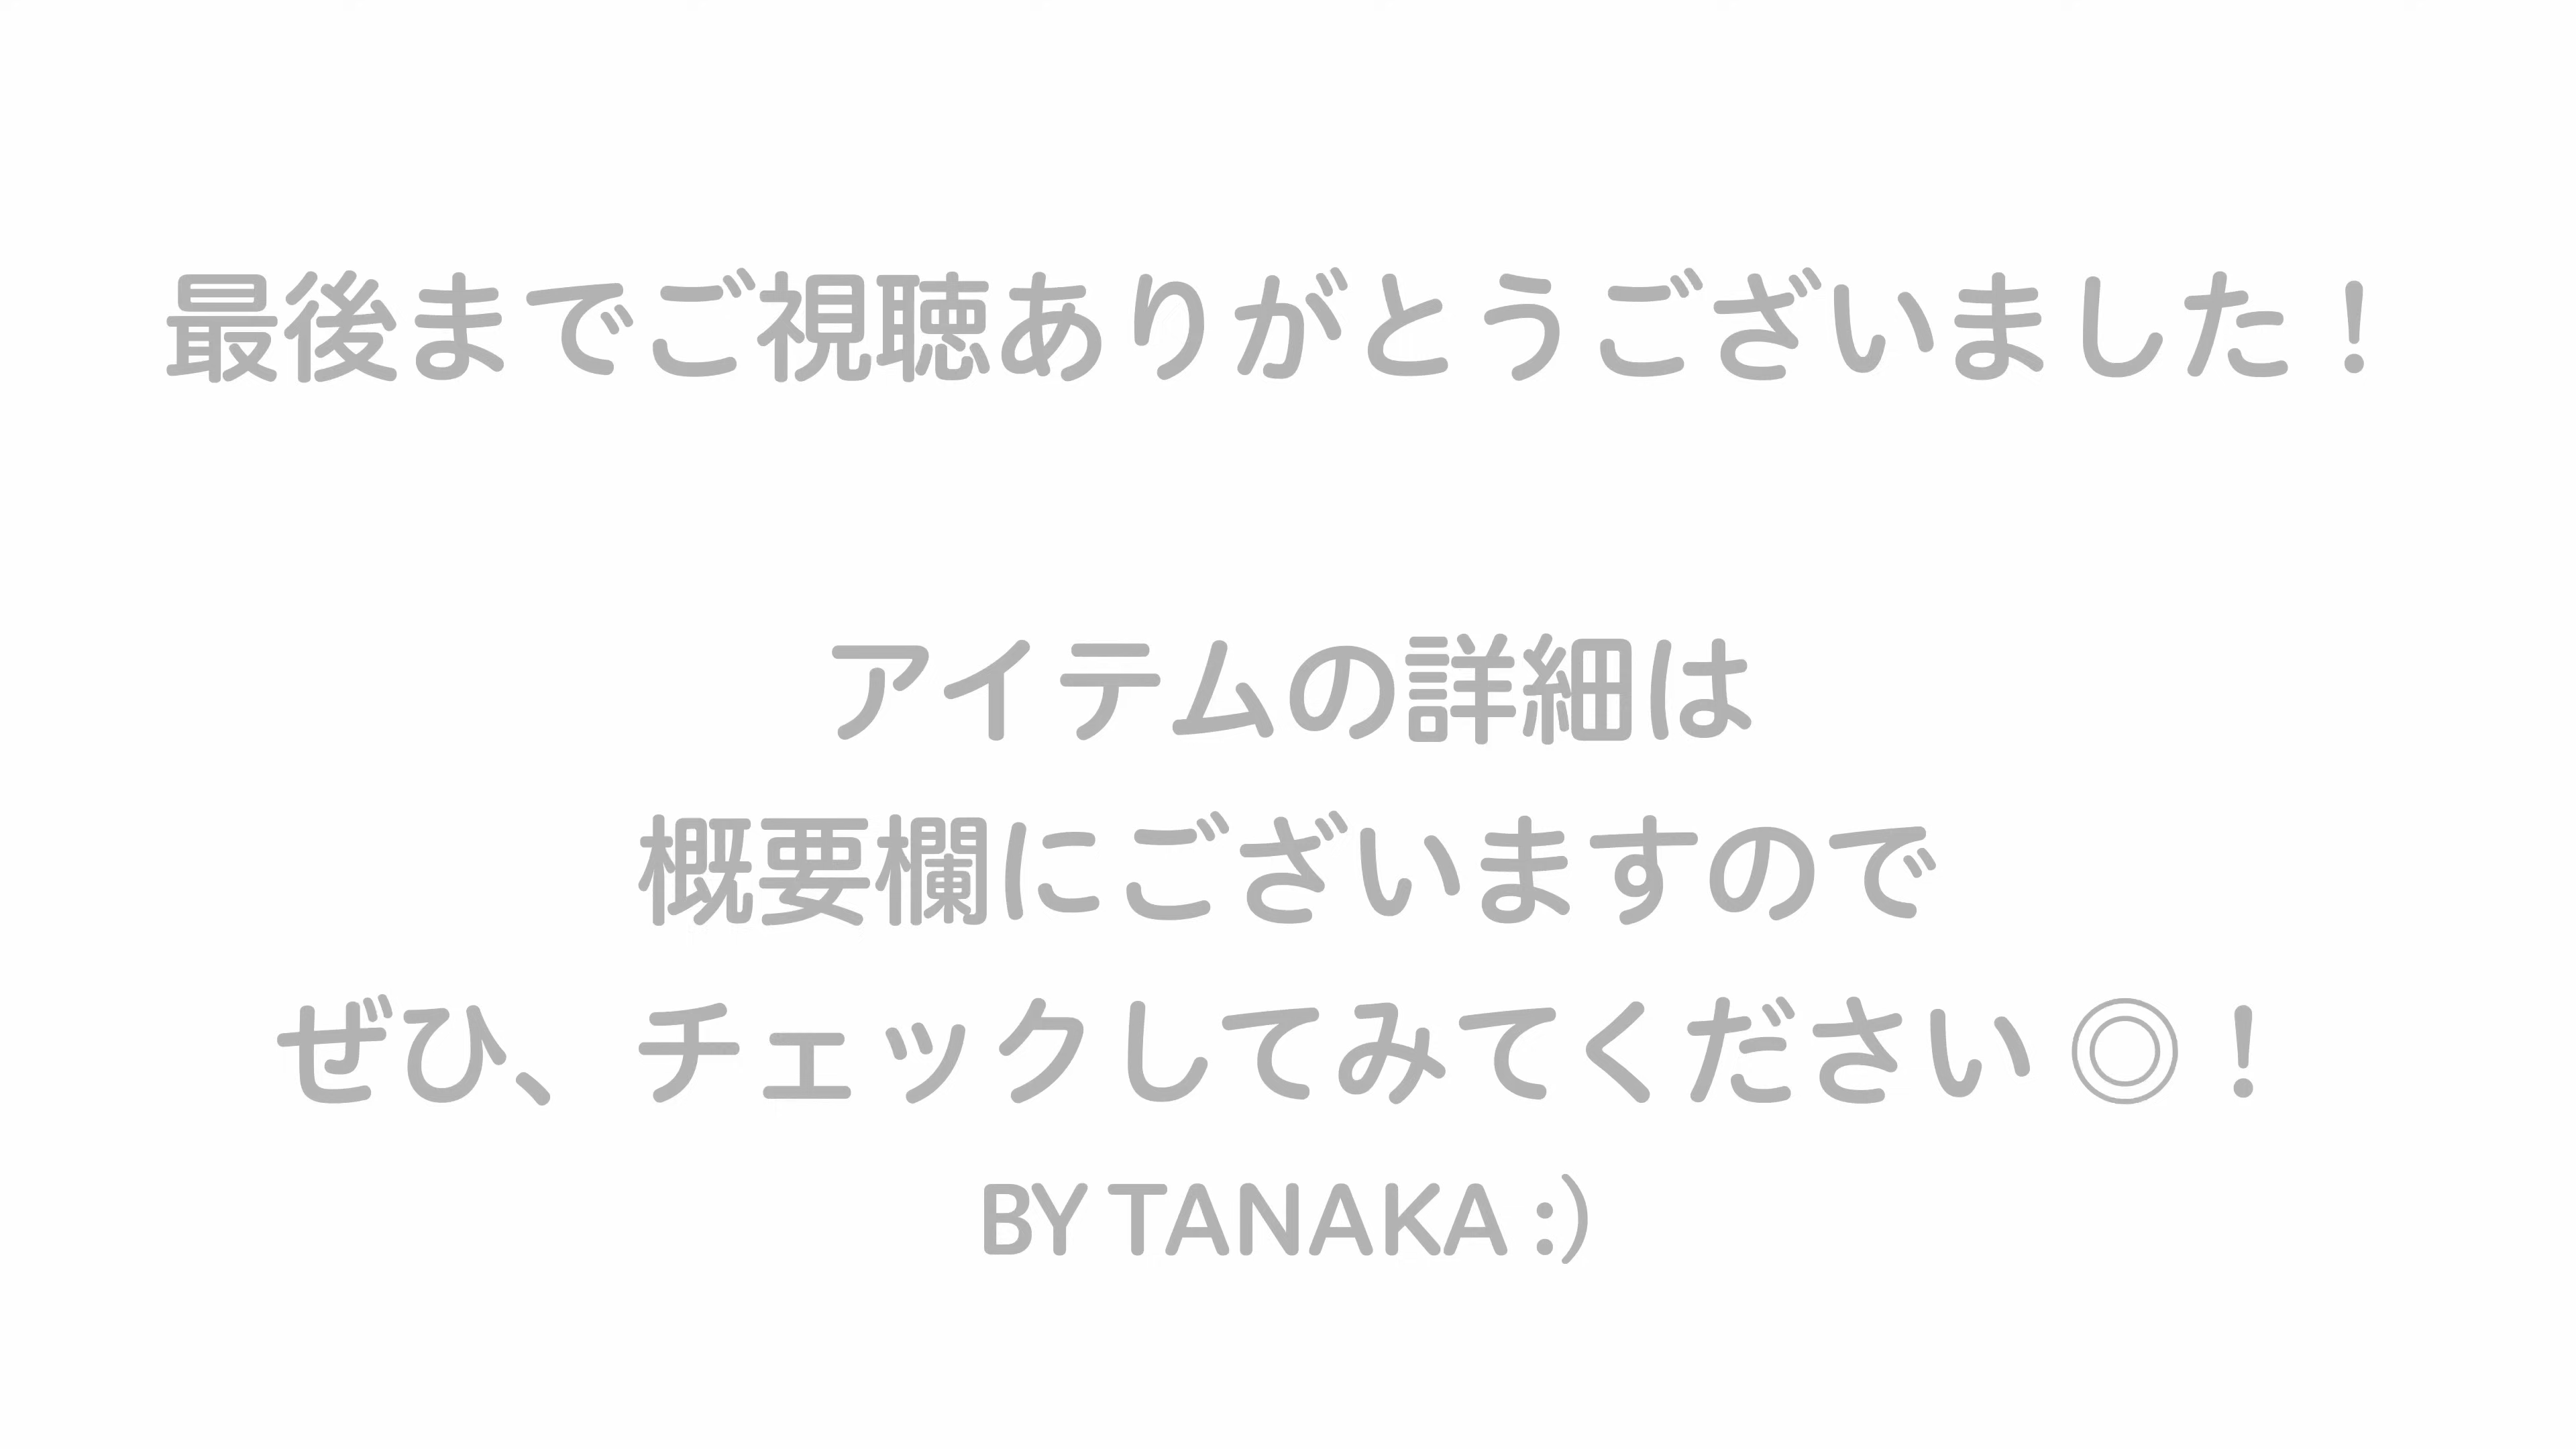 最後までご視聴ありがとうございました！
アイテムの詳細は
概要欄にございますので
ぜひ、チェックしてみてください ◎！
BY TANAKA :)